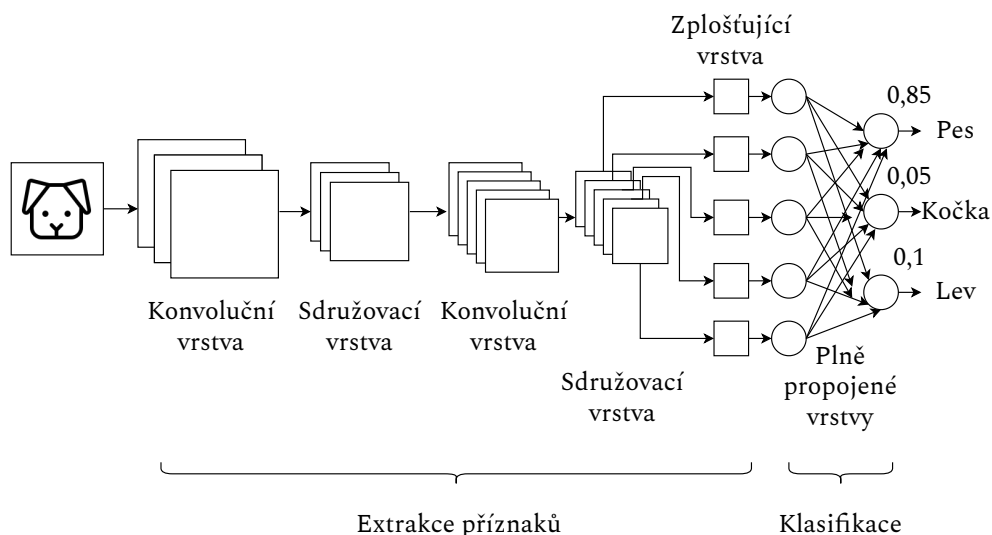 Zplošťující
vrstva
0,85
Pes
0,05
Kočka
0,1
Lev
Konvoluční
vrstva
Sdružovací
vrstva
Konvoluční
vrstva
Sdružovací
vrstva
Plně
propojené
vrstvy
Extrakce příznaků
Klasifikace